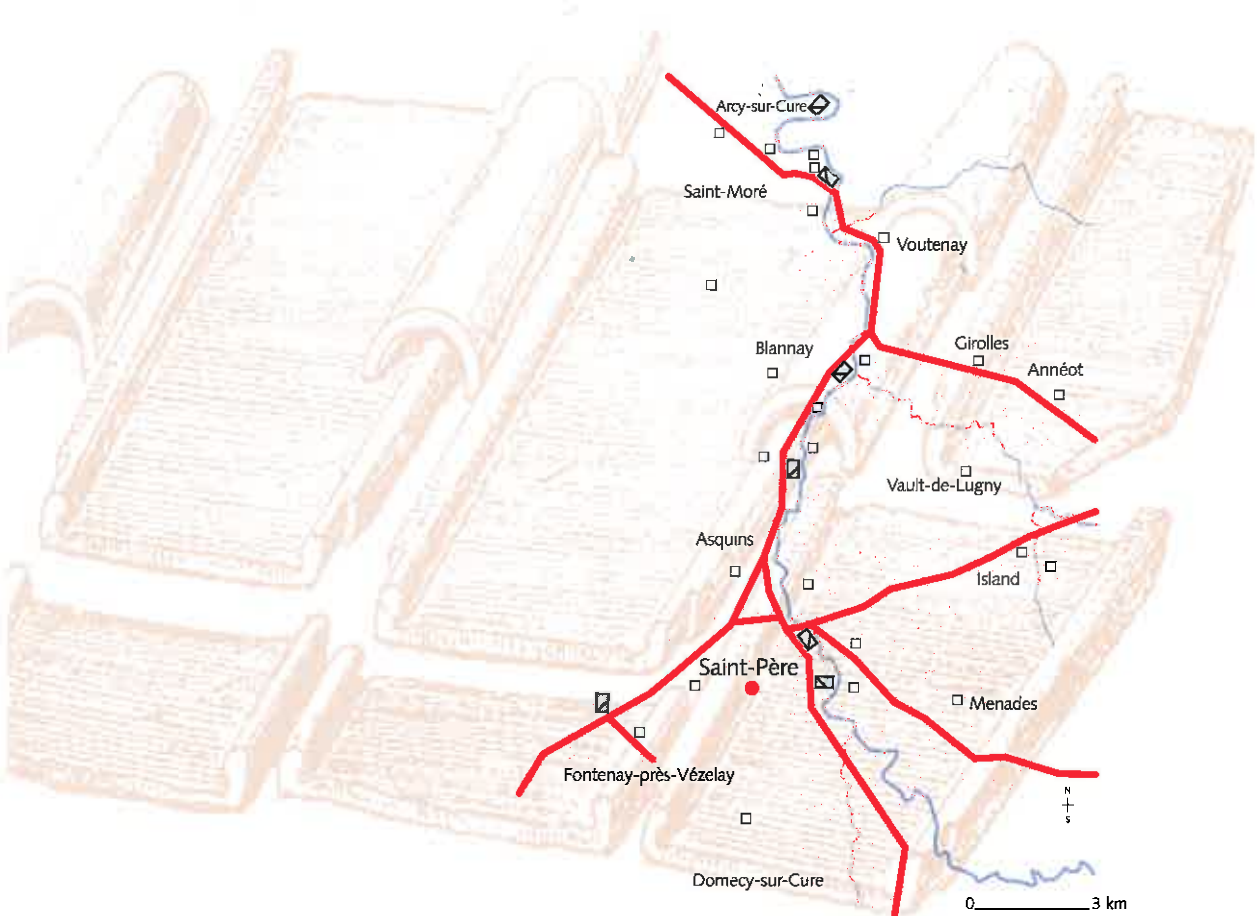 Arcy-sur-Cure
Saint-Moré
Voutenay
Blannay
Girolles
Annéot
Vault-de-Lugny
Asquins
Island
Saint-Père
Menades
Fontenay-près-Vézelay
N
S
Domecy-sur-Cure
0 3 km